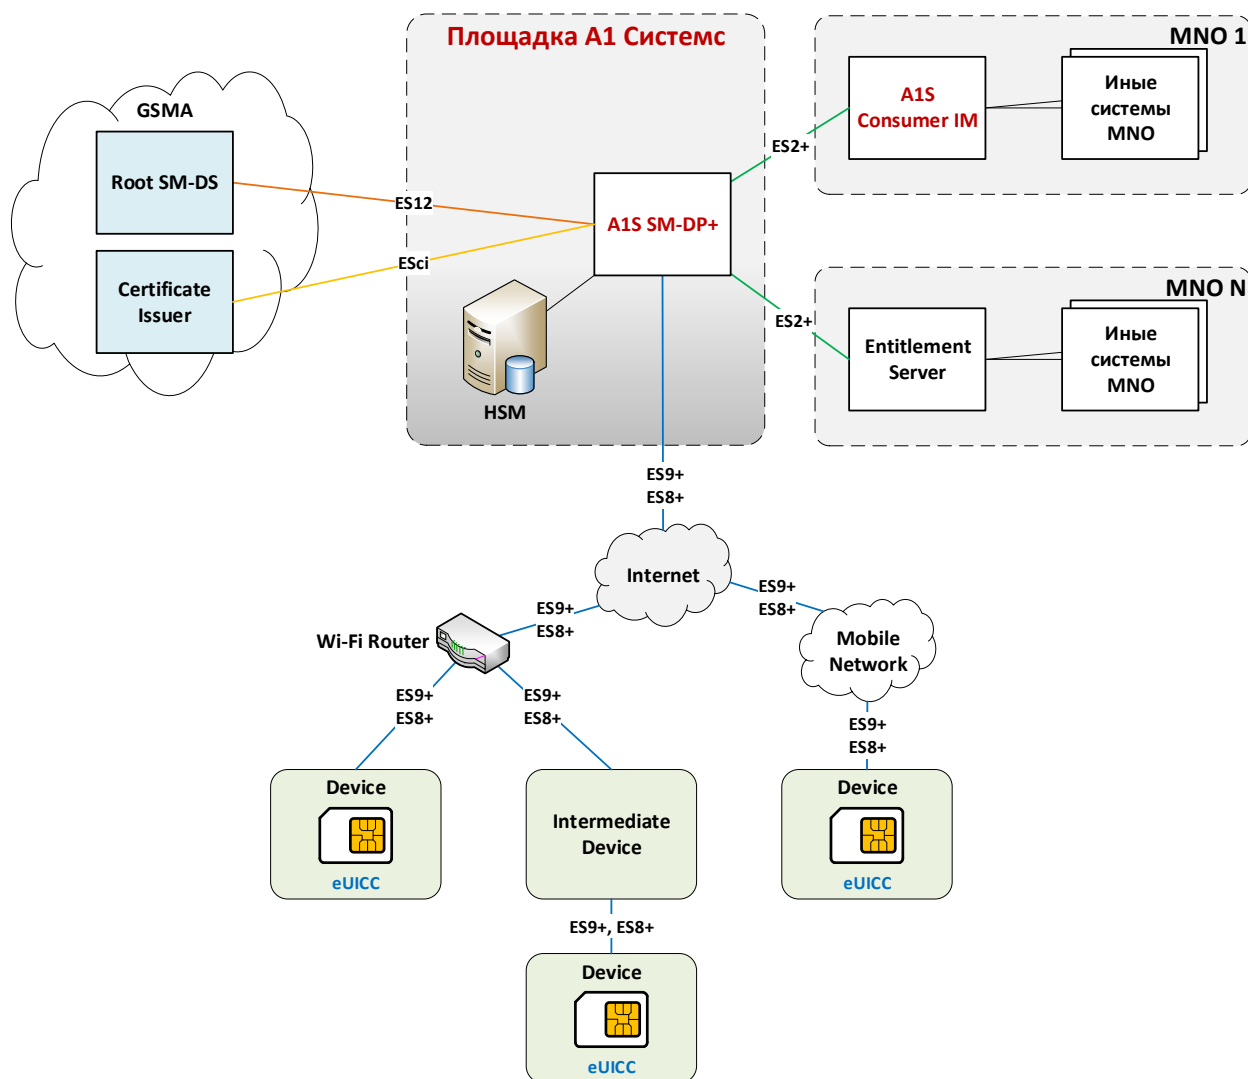 Площадка А1 Системс
MNO 1
GSMA
Root SM-DS
Certificate
Issuer
ES12
ESci
A1S SM-DP+
HSM
ES2+
A1S
Consumer IM
Иные
системы
MNO
MNO N
ES2+
Entitlement
Server
Иные
системы
MNO
ES9+
ES8+
Internet
ES9+
ES8+
ES9+
ES8+
Wi-Fi Router
Mobile
Network
ES9+
ES8+
ES9+
ES8+
ES9+
ES8+
Device
eUICC
Intermediate
Device
Device
eUICC
ES9+, ES8+
Device
eUICC